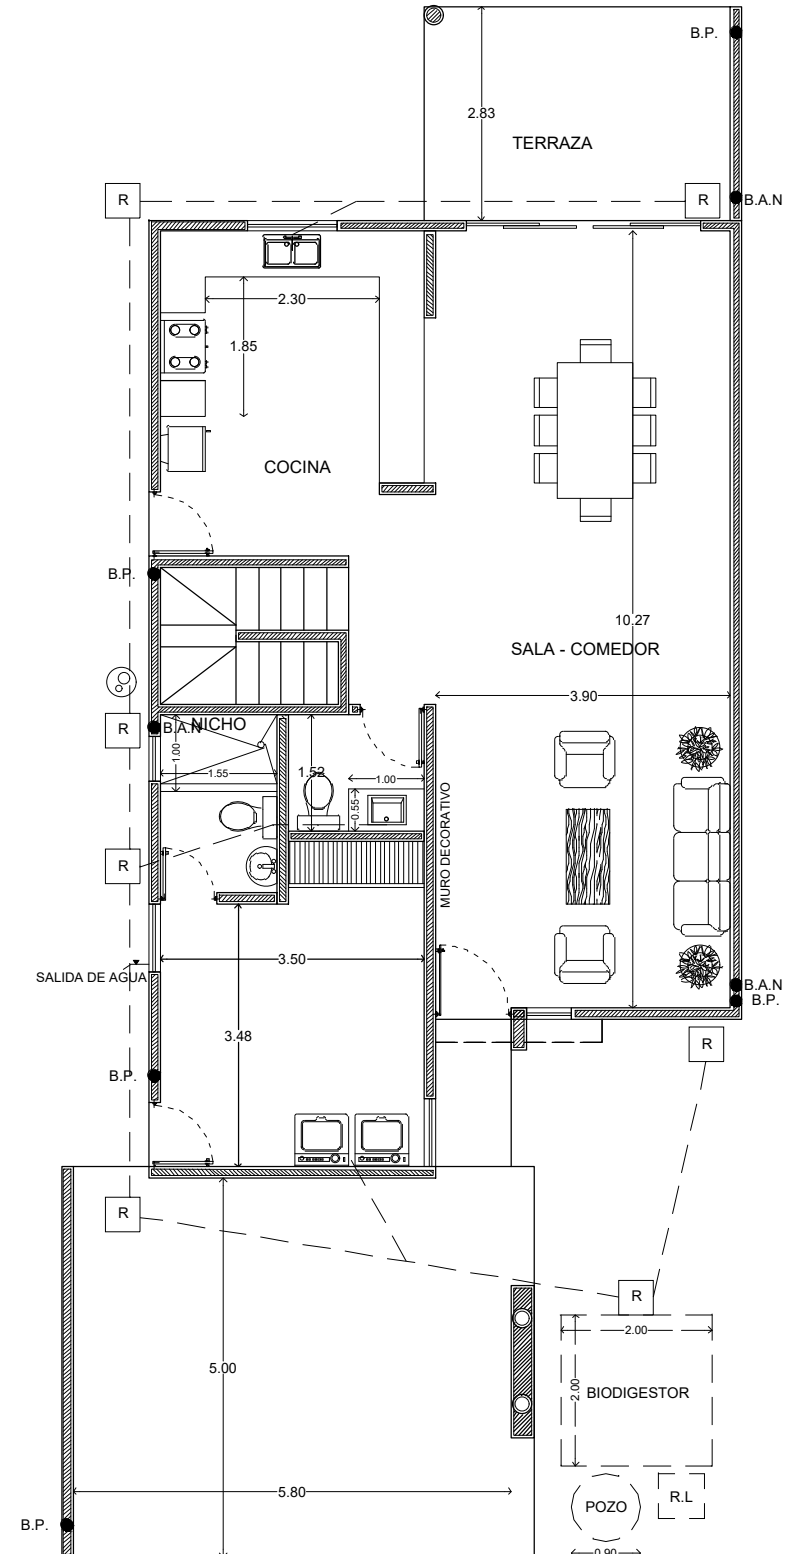 B.P.
2.83
TERRAZA
R
R
B.A.N
2.30
1.85
COCINA
B.P.
10.27
SALA - COMEDOR
3.90
NICHO
R
B.A.N
1.00
1.55
1.52
1.00
0.55
MURO DECORATIVO
R
3.50
SALIDA DE AGUA
B.A.N
B.P.
3.48
R
B.P.
R
R
2.00
5.00
2.00
BIODIGESTOR
5.80
R.L
POZO
B.P.
0.90